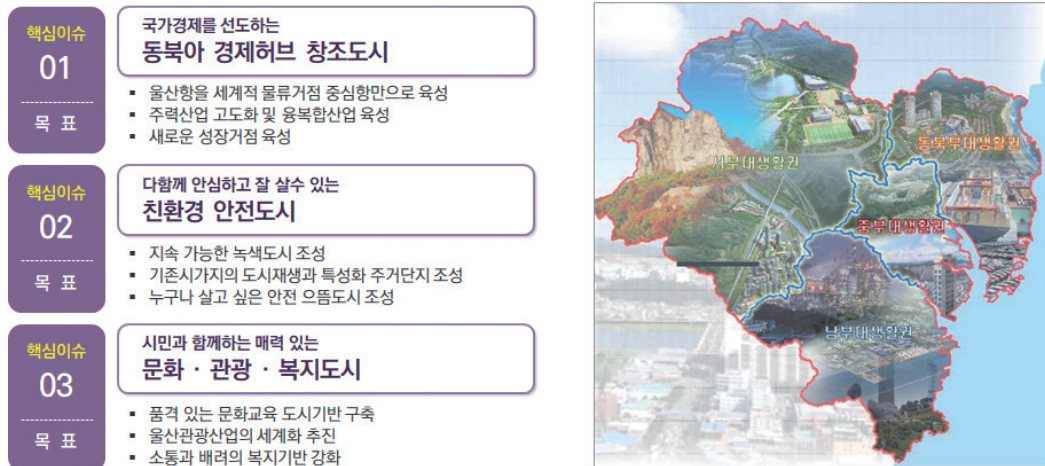 핵심이슈
01
목 표
국가경제를 선도하는
동북아 경제허브 창조도시
▪ 울산항을 세계적 물류거점 중심항만으로 육성
▪ 주력산업 고도화 및 융복합산업 육성
▪ 새로운 성장거점 육성
핵심이슈
02
목 표
다함께 안심하고 잘 살수 있는
친환경 안전도시
▪ 지속 가능한 녹색도시 조성
▪ 기존시가지의 도시재생과 특성화 주거단지 조성
▪ 누구나 살고 싶은 안전 으뜸도시 조성
핵심이슈
03
목 표
시민과 함께하는 매력 있는
문화 · 관광 · 복지도시
▪ 품격 있는 문화교육 도시기반 구축
▪ 울산관광산업의 세계화 추진
▪ 소통과 배려의 복지기반 강화
서부대생활권
동북부대생활권
중부대생활권
남부대생활권